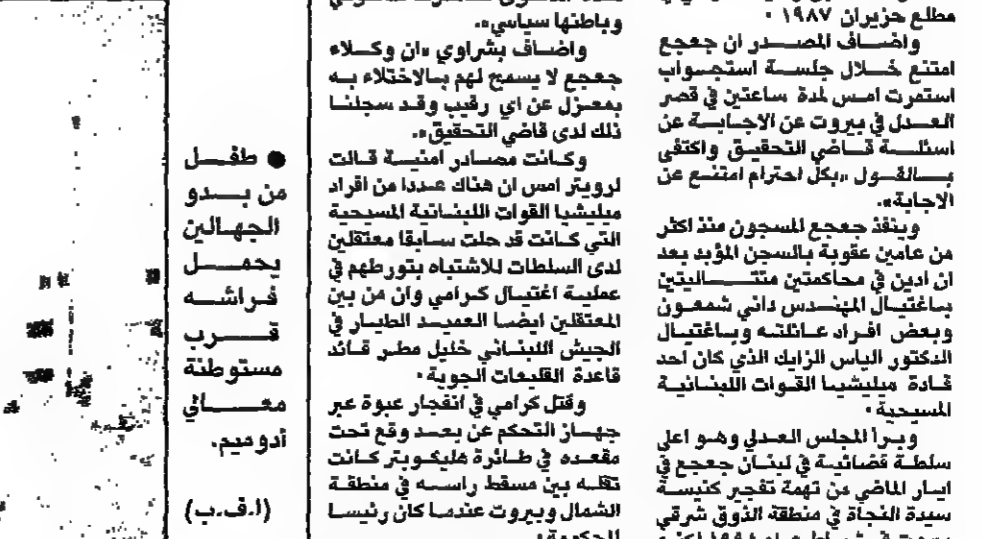 مطلع حزيران ١٩٨٧ ٠
واضاف المصدر ان جعجع
امتنع خلال جلسة استجواب
استمرت امس لمدة ساعتين في قصر
العدل في بيروت عن الاجابة عن
اسئلة قاضي التحقيق واكتفى
بالقول «بكل احترام امتنع عن
الاجابة».
وينفذ جعجع المسجون منذ اكثر
من عامين عقوبة بالسجن المؤبد بعد
ان ادين في محاكمتين متتاليتين
باغتيال المهندس داني شمعون
وبعض افراد عائلته وباغتيال
الدكتور الياس الزايك الذي كان احد
قادة ميليشيا القوات اللبنانية
المسيحية ٠
وبرأ المجلس العدلي وهو اعلى
سلطة قضائية في لبنان جعجع في
ايار الماضي من تهمة تفجير كنيسة
سيدة النجاة في منطقة الذوق شرقي
وباطنها سياسي».
واضاف بشراوي «ان وكلاء
جعجع لا يسمح لهم بالاختلاء به
بمعزل عن اي رقيب وقد سجلنا
ذلك لدى قاضي التحقيق».
وكانت مصادر امنية قالت
لرويتر امس ان هناك عددا من افراد
ميليشيا القوات اللبنانية المسيحية
التي كانت قد حلت سابقا معتقلين
لدى السلطات للاشتباه بتورطهم في
عملية اغتيال كرامي وان من بين
المعتقلين ايضا العميد الطيار في
الجيش اللبناني خليل مطر قائد
قاعدة القليعات الجوية ٠
وقتل كرامي في انفجار عبوة عبر
جهاز التحكم عن بعد وقع تحت
مقعده في طائرة هليكوبتر كانت
تقله بين مسقط راسه في منطقة
الشمال وبيروت عندما كان رئيسا
للحكومة ٠
● طفل
من بدو
الجهالين
يحمل
فراشه
قرب
مستوطنة
معالي
أدوميم.
(ا.ف.ب)